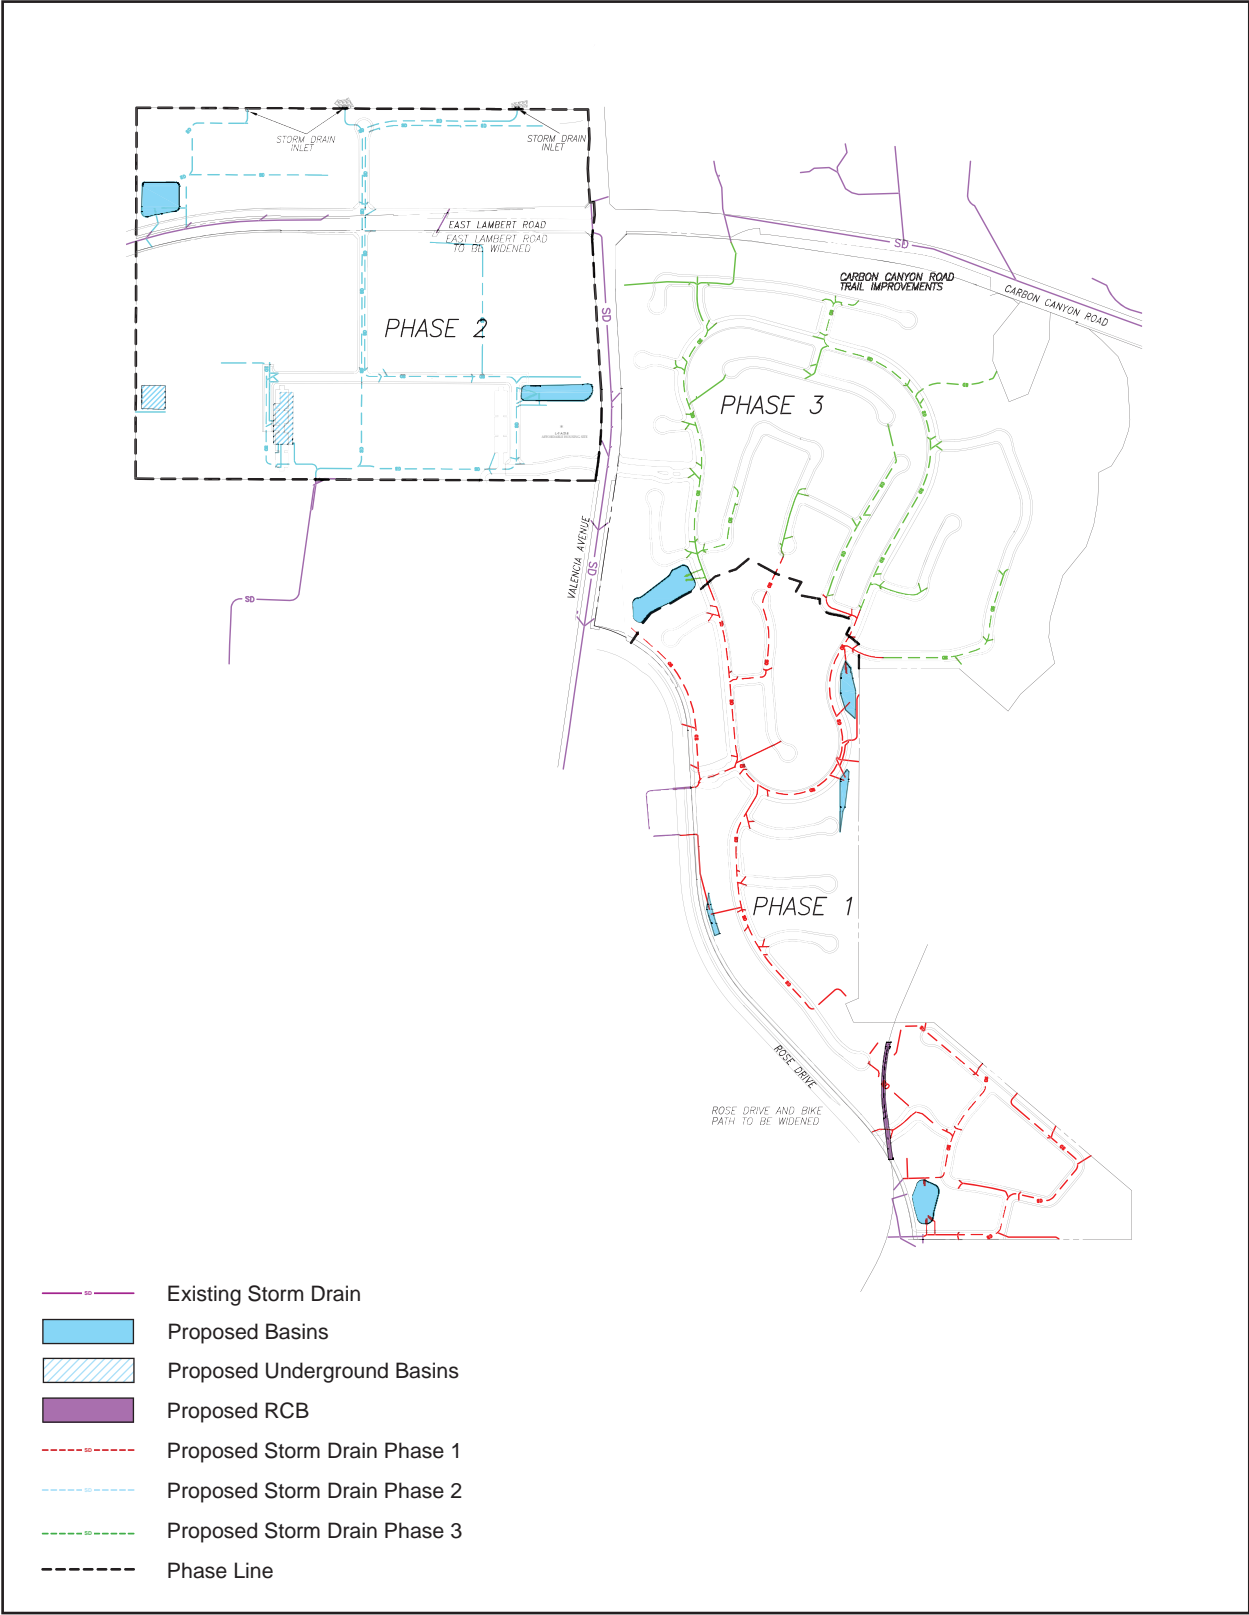 STORM DRAIN
INLET
STORM DRAIN
INLET
EAST LAMBERT ROAD
EAST LAMBERT ROAD
TO BE WIDENED
SD
CARBON CANYON ROAD
TRAIL IMPROVEMENTS
CARBON CANYON ROAD
SD
PHASE 2
PHASE 3
VALENCIA AVENUE
SD
SD
PHASE 1
ROSE DRIVE
ROSE DRIVE AND BIKE
PATH TO BE WIDENED
SD Existing Storm Drain
Proposed Basins
Proposed Underground Basins
Proposed RCB
SD Proposed Storm Drain Phase 1
SD Proposed Storm Drain Phase 2
SD Proposed Storm Drain Phase 3
Phase Line